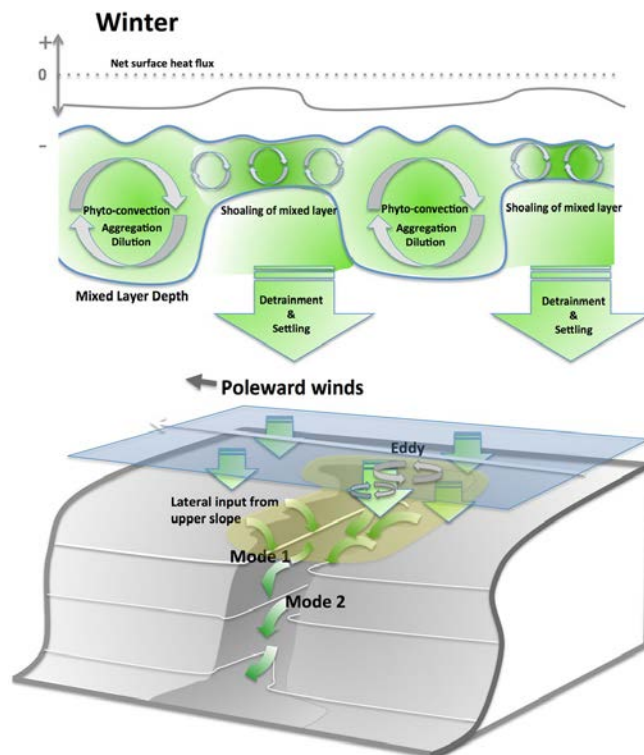 Winter
+
0
Net surface heat flux
-
Phyto-convection
Aggregation
Dilution
Shoaling of mixed layer
Phyto-convection
Aggregation
Dilution
Shoaling of mixed layer
Mixed Layer Depth
Detrainment
&
Settling
Detrainment
&
Settling
Poleward winds
Eddy
Lateral input from
upper slope
Mode 1
Mode 2